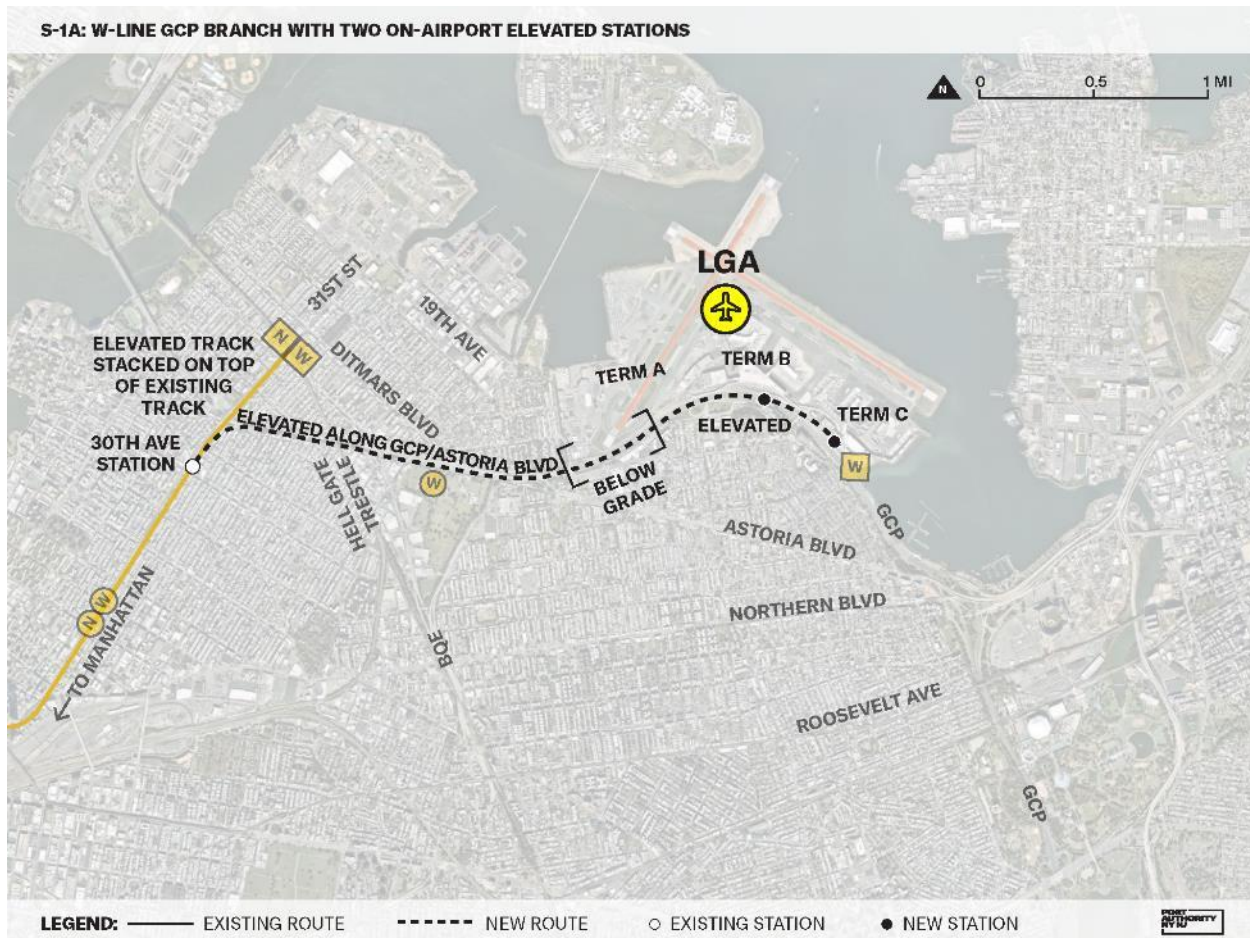 S-1A: W-LINE GCP BRANCH WITH TWO ON-AIRPORT ELEVATED STATIONS
N
0
0.5
1 MI
LGA
31ST ST
19TH AVE
ELEVATED TRACK
STACKED ON TOP
OF EXISTING
TRACK
N
W
DITMARS BLVD
TERM A
TERM B
TERM C
ELEVATED
ELEVATED ALONG GCP/ASTORIA BLVD
30TH AVE
STATION
HELL GATE
TRESTLE
W
BELOW
GRADE
W
GCP
ASTORIA BLVD
NORTHERN BLVD
N
W
TO MANHATTAN
BQE
ROOSEVELT AVE
GCP
LEGEND:
EXISTING ROUTE
NEW ROUTE
EXISTING STATION
NEW STATION
PORT
AUTHORITY
NY NJ